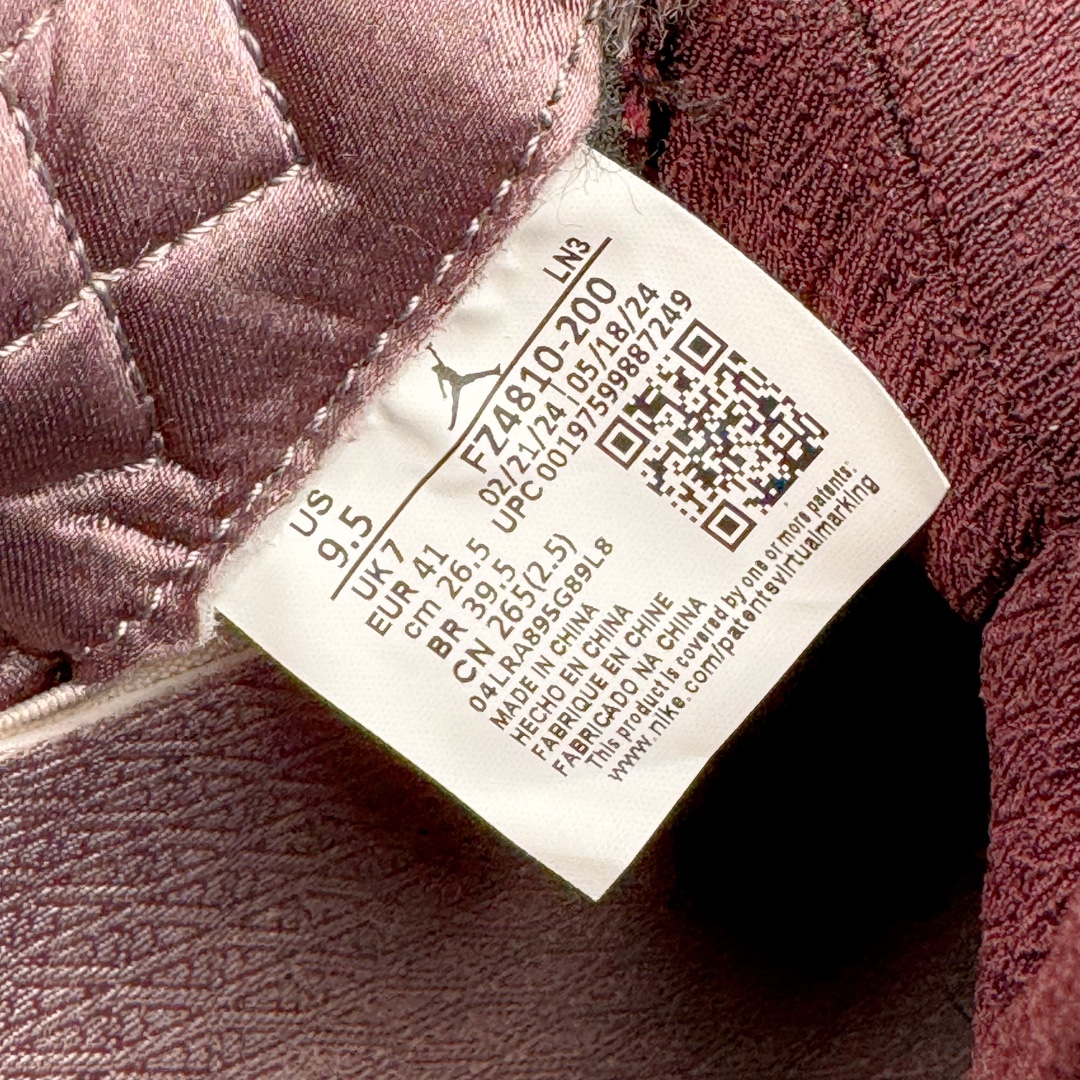 LN3
US
9.5
FZ4810-200
02/21/24 05/18/24
UPC 00197599887249
UK 7
EUR 41
cm 26.5
BR 39.5
CN 265(2.5)
04LRA895G89L8
MADE IN CHINA
HECHO EN CHINA
FABRIQUE EN CHINE
FABRICADO NA CHINA
This product is covered by one or more patents:
www.nike.com/patentsvirtualmarking